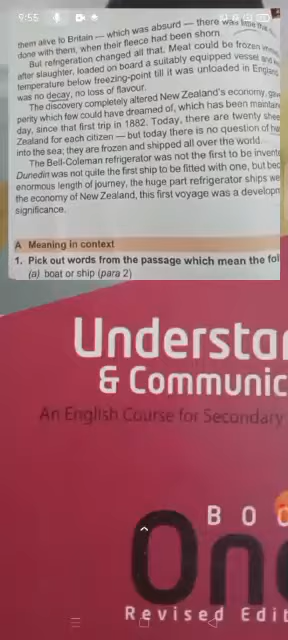 9:55
them alive to Britain — which was absurd — there was little that
done with them, when their fleece had been shorn.
But refrigeration changed all that. Meat could be frozen
after slaughter, loaded on board a suitably equipped vessel and
temperature below freezing-point till it was unloaded in England
was no decay, no loss of flavour.
The discovery completely altered New Zealand's economy,
perity which few could have dreamed of, which has been
day, since that first trip in 1882. Today, there are twenty
Zealand for each citizen — but today there is no question of
into the sea; they are frozen and shipped all over the world.
The Bell-Coleman refrigerator was not the first to be
Dunedin was not quite the first ship to be fitted with one, but
enormous length of journey, the huge part refrigerator ships
the economy of New Zealand, this first voyage was a
significance.
A Meaning in context
1. Pick out words from the passage which mean the
(a) boat or ship (para 2)
Understa
& Communic
An English Course for Secondary
BOO
One
Revised Edit